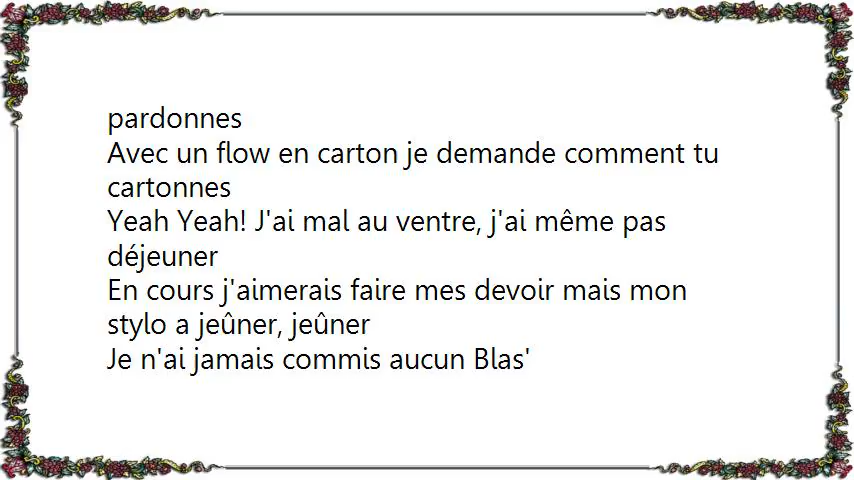 pardonnes
Avec un flow en carton je demande comment tu
cartonnes
Yeah Yeah! J'ai mal au ventre, j'ai même pas
déjeuner
En cours j'aimerais faire mes devoir mais mon
stylo a jeûner, jeûner
Je n'ai jamais commis aucun Blas'